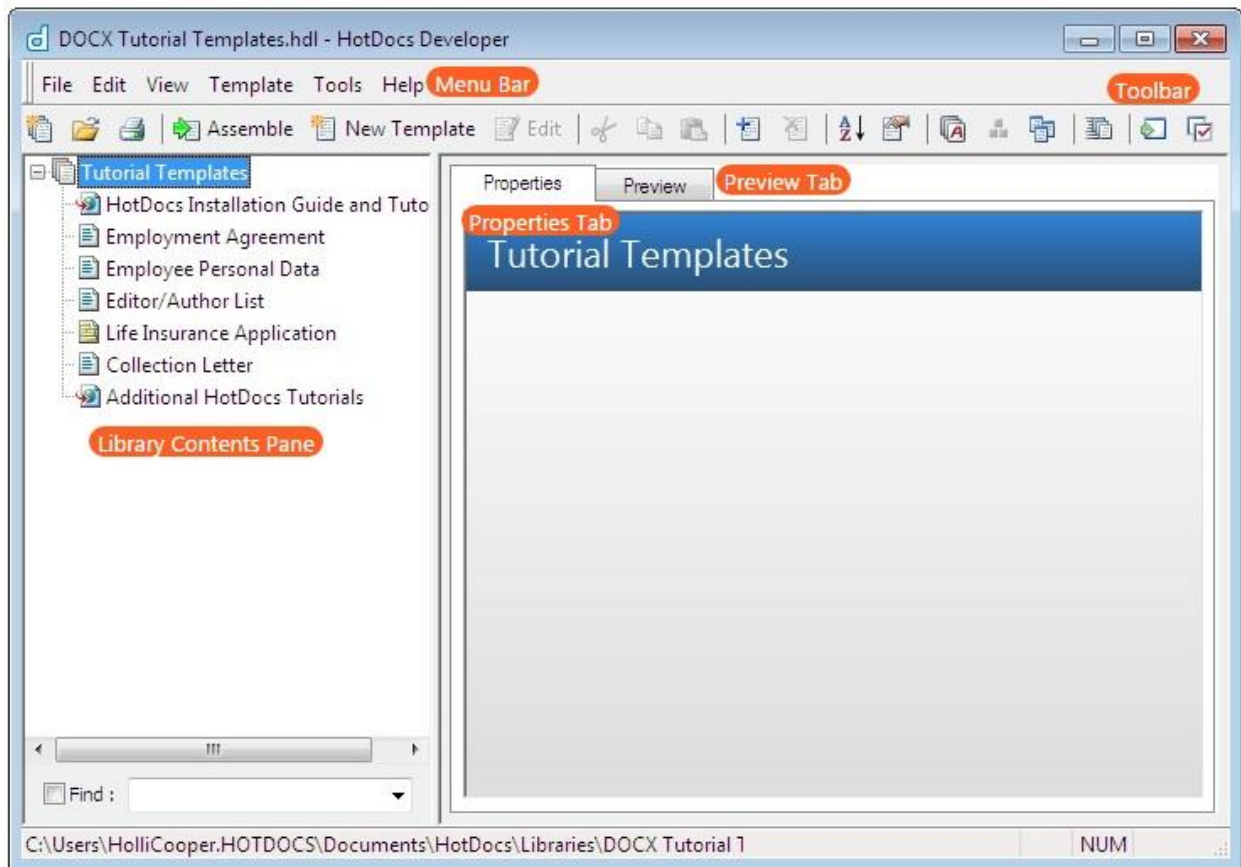 DOCX Tutorial Templates.hdl - HotDocs Developer
File Edit View Template Tools Help Menu Bar
Toolbar
Assemble New Template Edit
Tutorial Templates
HotDocs Installation Guide and Tuto
Employment Agreement
Employee Personal Data
Editor/Author List
Life Insurance Application
Collection Letter
Additional HotDocs Tutorials
Library Contents Pane
Find :
Properties Preview Preview Tab
Properties Tab
Tutorial Templates
C:\Users\HolliCooper.HOTDOCS\Documents\HotDocs\Libraries\DOCX Tutorial T
NUM